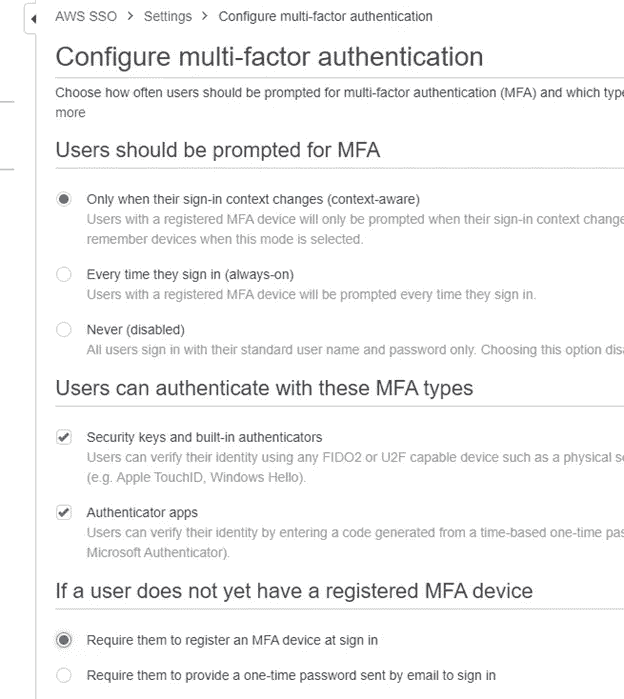 AWS SSO > Settings > Configure multi-factor authentication
Configure multi-factor authentication
Choose how often users should be prompted for multi-factor authentication (MFA) and which type
more
Users should be prompted for MFA
Only when their sign-in context changes (context-aware)
Users with a registered MFA device will only be prompted when their sign-in context change
remember devices when this mode is selected.
Every time they sign in (always-on)
Users with a registered MFA device will be prompted every time they sign in.
Never (disabled)
All users sign in with their standard user name and password only. Choosing this option disa
Users can authenticate with these MFA types
Security keys and built-in authenticators
Users can verify their identity using any FIDO2 or U2F capable device such as a physical se
(e.g. Apple TouchID, Windows Hello).
Authenticator apps
Users can verify their identity by entering a code generated from a time-based one-time pas
Microsoft Authenticator).
If a user does not yet have a registered MFA device
Require them to register an MFA device at sign in
Require them to provide a one-time password sent by email to sign in